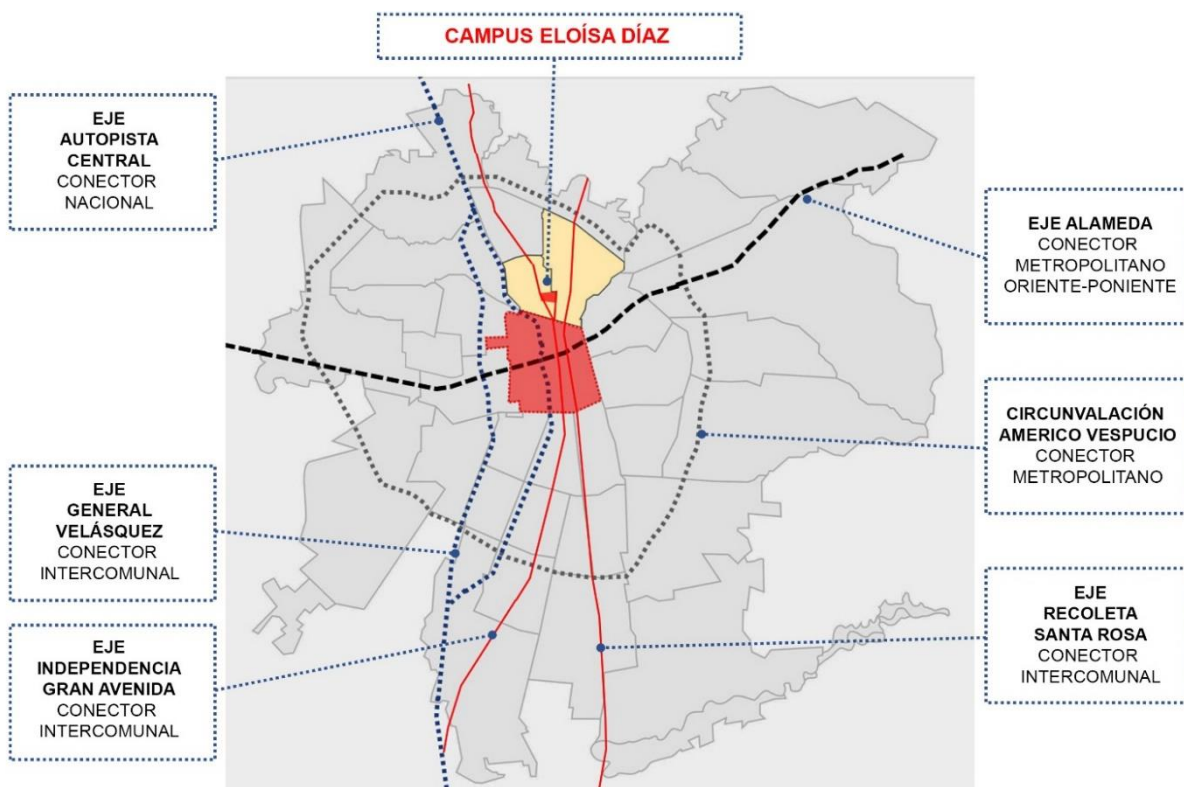 CAMPUS ELOÍSA DÍAZ
EJE
AUTOPISTA
CENTRAL
CONECTOR
NACIONAL
EJE ALAMEDA
CONECTOR
METROPOLITANO
ORIENTE-PONIENTE
CIRCUNVALACIÓN
AMERICO VESPUCIO
CONECTOR
METROPOLITANO
EJE
GENERAL
VELÁSQUEZ
CONECTOR
INTERCOMUNAL
EJE
RECOLETA
SANTA ROSA
CONECTOR
INTERCOMUNAL
EJE
INDEPENDENCIA
GRAN AVENIDA
CONECTOR
INTERCOMUNAL